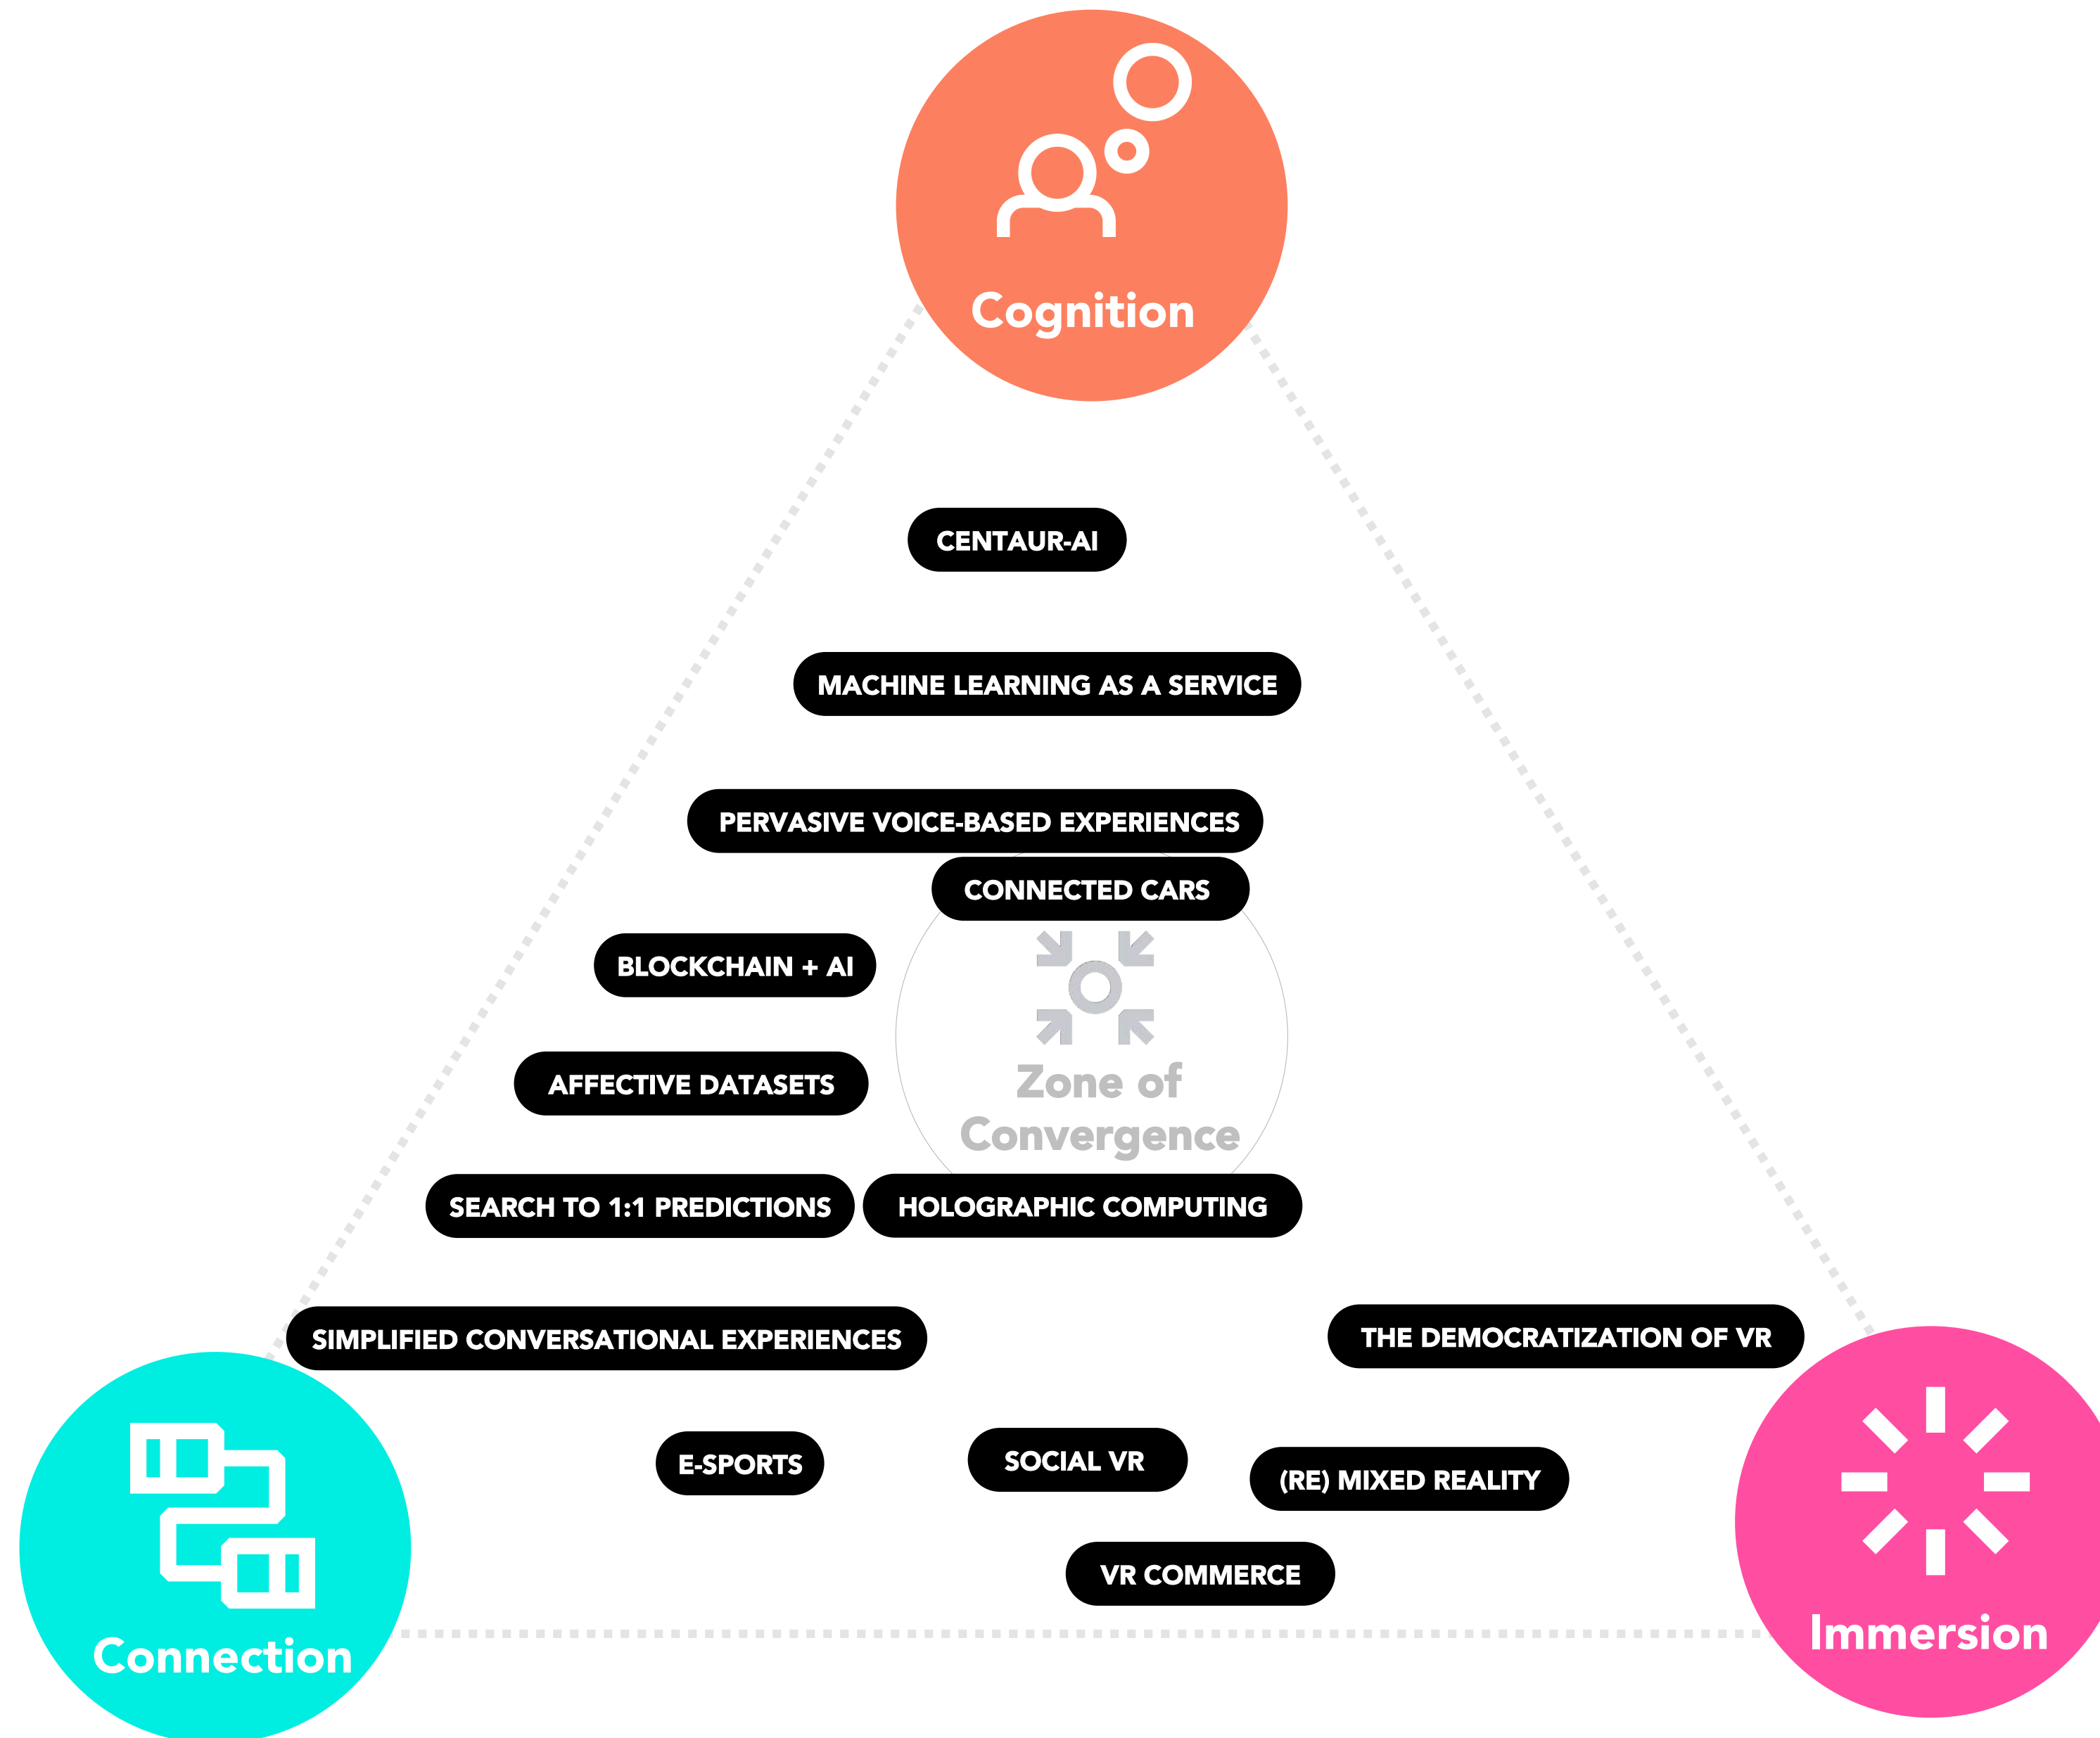 Cognition
CENTAUR-AI
MACHINE LEARNING AS A SERVICE
PERVASIVE VOICE-BASED EXPERIENCES
CONNECTED CARS
BLOCKCHAIN + AI
Zone of
Convergence
AFFECTIVE DATASETS
SEARCH TO 1:1 PREDICTIONS
HOLOGRAPHIC COMPUTING
SIMPLIFIED CONVERSATIONAL EXPERIENCES
THE DEMOCRATIZATION OF VR
E-SPORTS
SOCIAL VR
(RE) MIXED REALITY
VR COMMERCE
Connection
Immersion